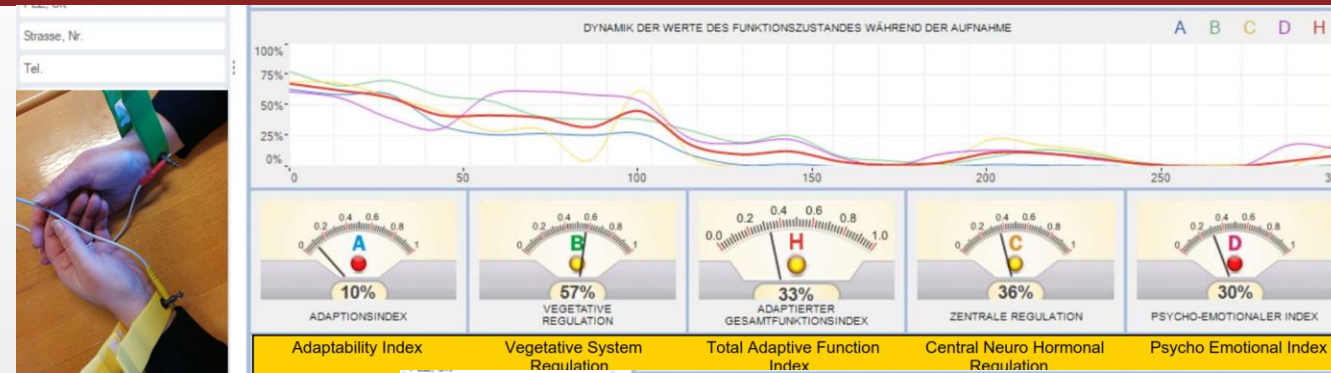 Strasse, Nr.
Tel.
DYNAMIK DER WERTE DES FUNKTIONSZUSTANDES WÄHREND DER AUFNAHME
A B C D H
100%
75%
50%
25%
0%
0 50 100 150 200 250
0 0.2 0.4 0.6 0.8 1
A
10%
ADAPTIONSINDEX
0 0.2 0.4 0.6 0.8 1
B
57%
VEGETATIVE
REGULATION
0.0 0.2 0.4 0.6 0.8 1.0
H
33%
ADAPTIERTER
GESAMTFUNKTIONSINDEX
0 0.2 0.4 0.6 0.8 1
C
36%
ZENTRALE REGULATION
0 0.2 0.4 0.6 0.8 1
D
30%
PSYCHO-EMOTIONALER INDEX
Adaptability Index
Vegetative System
Regulation
Total Adaptive Function
Index
Central Neuro Hormonal
Regulation
Psycho Emotional Index